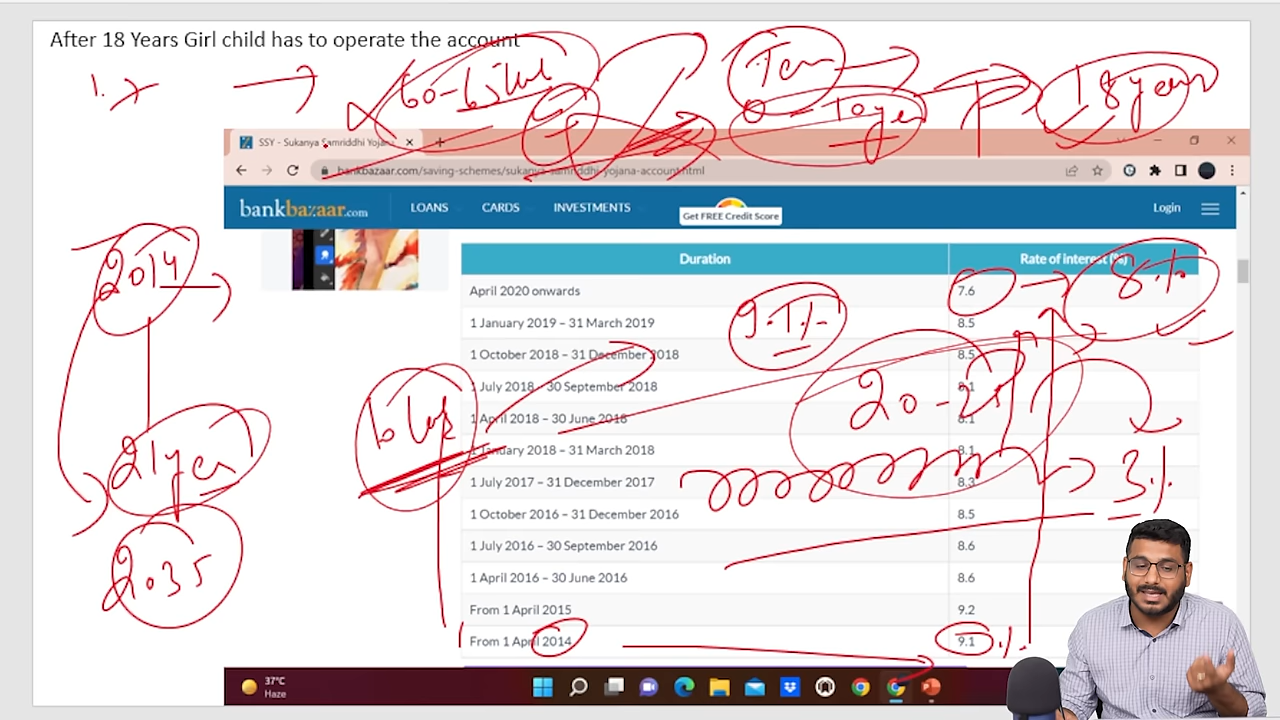 After 18 Years Girl child has to operate the account
60-65
Ten
0 - 10 year
18 years
SSY - Sukanya Samriddhi Yojana
bankbazaar.com/saving-schemes/sukanya-samriddhi-yojana-account.html
bankbazaar.com
LOANS
CARDS
INVESTMENTS
Get FREE Credit Score
Login
Duration Rate of interest (%)
April 2020 onwards 7.6
1 January 2019 – 31 March 2019 8.5
1 October 2018 – 31 December 2018 8.5
1 July 2018 - 30 September 2018 8.1
1 April 2018 – 30 June 2018 8.1
1 January 2018 – 31 March 2018 8.1
1 July 2017 – 31 December 2017 8.3
1 October 2016 – 31 December 2016 8.5
1 July 2016 – 30 September 2016 8.6
1 April 2016 – 30 June 2016 8.6
From 1 April 2015 9.2
From 1 April 2014 9.1 %
2014
21 year
2035
9.1%
8%
3%
37°C
Haze